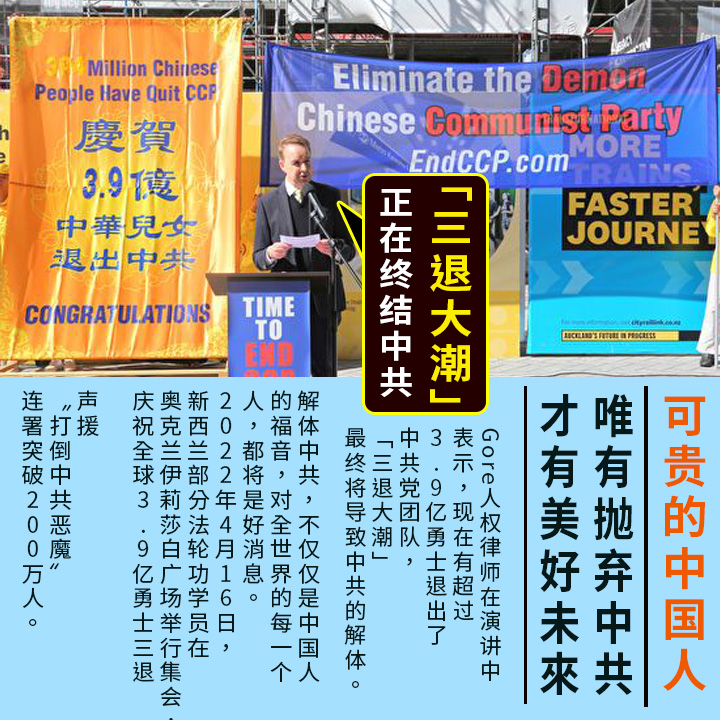 3.94 Million Chinese
People Have Quit CCP
慶賀
3.9億
中華兒女
退出中共
CONGRATULATIONS
Eliminate the Demon
Chinese Communist Party
EndCCP.com
TIME
TO
END
CCP
MORE
TRAINS,
FASTER
JOURNEY
cityraillink.co.nz
AUCKLAND'S FUTURE IN PROGRESS
「三退大潮」
正在终结中共
可贵的中国人
唯有抛弃中共
才有美好未來
Gore人权律师在演讲中
表示，现在有超过
3.9亿勇士退出了
中共党团队，
「三退大潮」
最终将导致中共的解体。
解体中共，不仅仅是中国人
的福音，对全世界的每一个
人，都将是好消息。
2022年4月16日，
新西兰部分法轮功学员在
奥克兰伊莉莎白广场举行集会，
庆祝全球3.9亿勇士三退
声援
“打倒中共恶魔”
连署突破200万人。